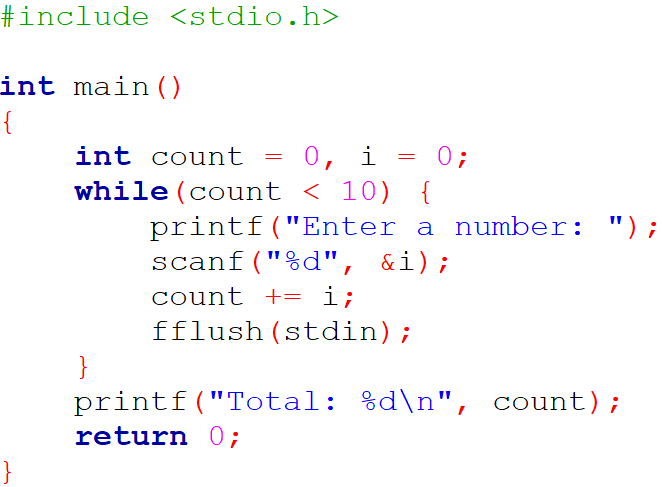 #include <stdio.h>

int main()
{
    int count = 0, i = 0;
    while(count < 10) {
        printf("Enter a number: ");
        scanf("%d", &i);
        count += i;
        fflush(stdin);
    }
    printf("Total: %d\n", count);
    return 0;
}